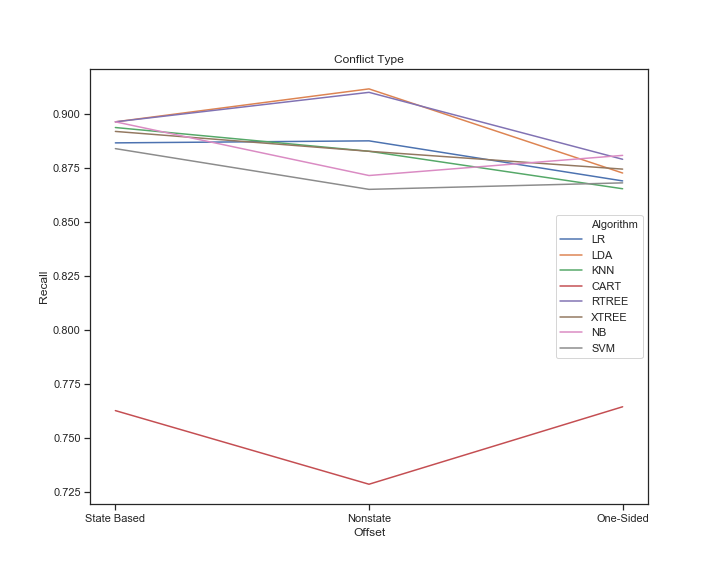 Conflict Type
0.900
0.875
0.850
0.825
0.800
0.775
0.750
0.725
Recall
Algorithm
LR
LDA
KNN
CART
RTREE
XTREE
NB
SVM
State Based
Nonstate
One-Sided
Offset